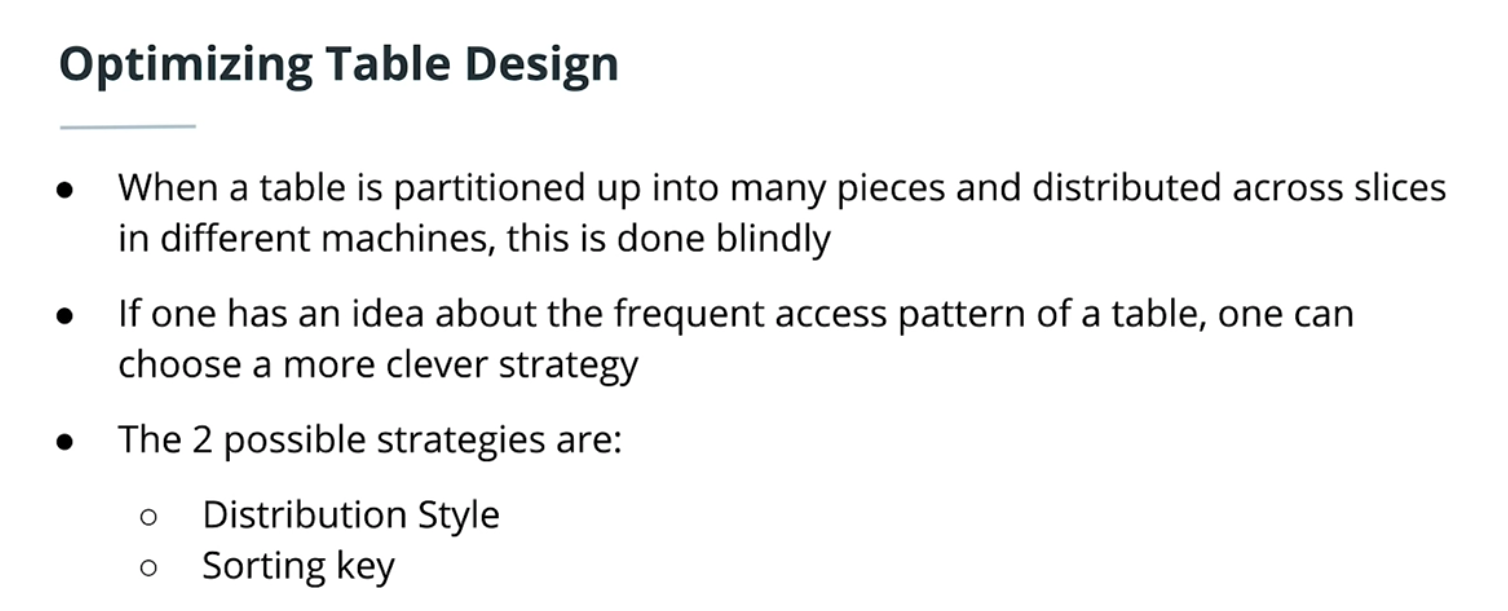 Optimizing Table Design
● When a table is partitioned up into many pieces and distributed across slices
in different machines, this is done blindly
● If one has an idea about the frequent access pattern of a table, one can
choose a more clever strategy
● The 2 possible strategies are:
○ Distribution Style
○ Sorting key